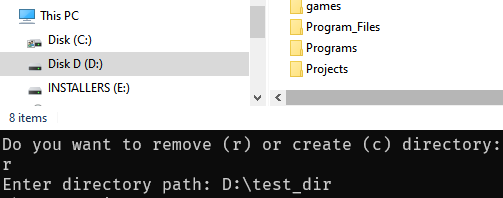 This PC
Disk (C:)
Disk D (D:)
INSTALLERS (E:)
games
Program_Files
Programs
Projects
8 items
Do you want to remove (r) or create (c) directory:
r
Enter directory path: D:\test_dir